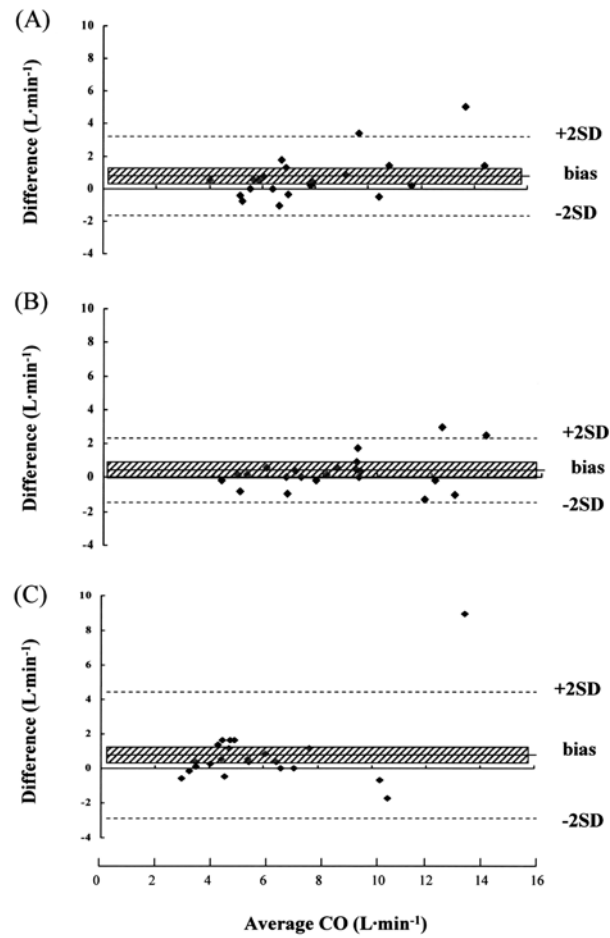 (A)
10
8
6
4
2
0
-2
-4
Difference (L·min⁻¹)
+2SD
bias
-2SD
(B)
10
8
6
4
2
0
-2
-4
Difference (L·min⁻¹)
+2SD
bias
-2SD
(C)
10
8
6
4
2
0
-2
-4
Difference (L·min⁻¹)
+2SD
bias
-2SD
0 2 4 6 8 10 12 14 16
Average CO (L·min⁻¹)